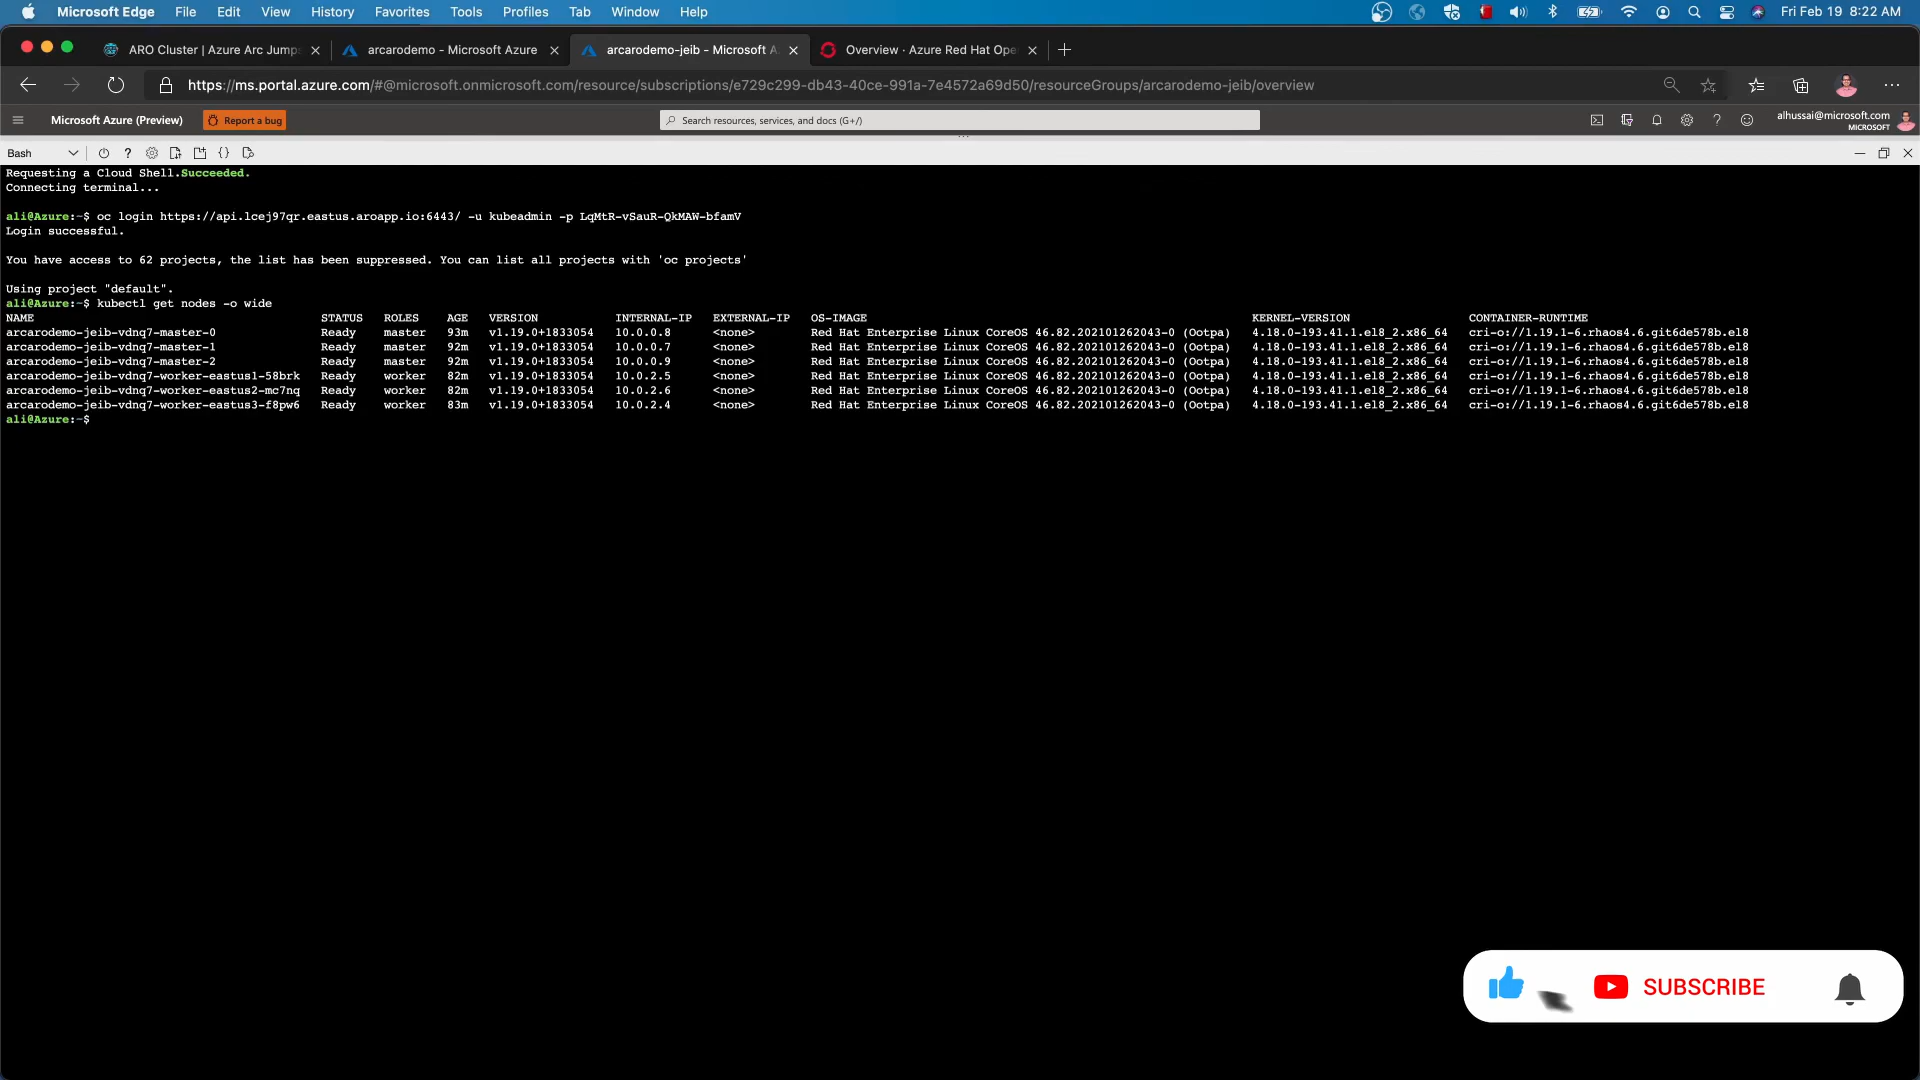 Microsoft Edge File Edit View History Favorites Tools Profiles Tab Window Help Fri Feb 19 8:22 AM
ARO Cluster | Azure Arc Jumps arcarodemo - Microsoft Azure arcarodemo-jeib - Microsoft A Overview · Azure Red Hat Ope
https://ms.portal.azure.com/#@microsoft.onmicrosoft.com/resource/subscriptions/e729c299-db43-40ce-991a-7e4572a69d50/resourceGroups/arcarodemo-jeib/overview
Microsoft Azure (Preview) Report a bug Search resources, services, and docs (G+/) alhussai@microsoft.com
MICROSOFT
Bash
Requesting a Cloud Shell.Succeeded.
Connecting terminal...
ali@Azure:~$ oc login https://api.lcej97qr.eastus.aroapp.io:6443/ -u kubeadmin -p LqMtR-vSauR-QkMAW-bfamV
Login successful.
You have access to 62 projects, the list has been suppressed. You can list all projects with 'oc projects'
Using project "default".
ali@Azure:~$ kubectl get nodes -o wide
NAME STATUS ROLES AGE VERSION INTERNAL-IP EXTERNAL-IP OS-IMAGE KERNEL-VERSION CONTAINER-RUNTIME
arcarodemo-jeib-vdnq7-master-0 Ready master 93m v1.19.0+1833054 10.0.0.8 <none> Red Hat Enterprise Linux CoreOS 46.82.202101262043-0 (Ootpa) 4.18.0-193.41.1.el8_2.x86_64 cri-o://1.19.1-6.rhaos4.6.git6de578b.el8
arcarodemo-jeib-vdnq7-master-1 Ready master 92m v1.19.0+1833054 10.0.0.7 <none> Red Hat Enterprise Linux CoreOS 46.82.202101262043-0 (Ootpa) 4.18.0-193.41.1.el8_2.x86_64 cri-o://1.19.1-6.rhaos4.6.git6de578b.el8
arcarodemo-jeib-vdnq7-master-2 Ready master 92m v1.19.0+1833054 10.0.0.9 <none> Red Hat Enterprise Linux CoreOS 46.82.202101262043-0 (Ootpa) 4.18.0-193.41.1.el8_2.x86_64 cri-o://1.19.1-6.rhaos4.6.git6de578b.el8
arcarodemo-jeib-vdnq7-worker-eastus1-58brk Ready worker 82m v1.19.0+1833054 10.0.2.5 <none> Red Hat Enterprise Linux CoreOS 46.82.202101262043-0 (Ootpa) 4.18.0-193.41.1.el8_2.x86_64 cri-o://1.19.1-6.rhaos4.6.git6de578b.el8
arcarodemo-jeib-vdnq7-worker-eastus2-mc7nq Ready worker 82m v1.19.0+1833054 10.0.2.6 <none> Red Hat Enterprise Linux CoreOS 46.82.202101262043-0 (Ootpa) 4.18.0-193.41.1.el8_2.x86_64 cri-o://1.19.1-6.rhaos4.6.git6de578b.el8
arcarodemo-jeib-vdnq7-worker-eastus3-f8pw6 Ready worker 83m v1.19.0+1833054 10.0.2.4 <none> Red Hat Enterprise Linux CoreOS 46.82.202101262043-0 (Ootpa) 4.18.0-193.41.1.el8_2.x86_64 cri-o://1.19.1-6.rhaos4.6.git6de578b.el8
ali@Azure:~$
SUBSCRIBE